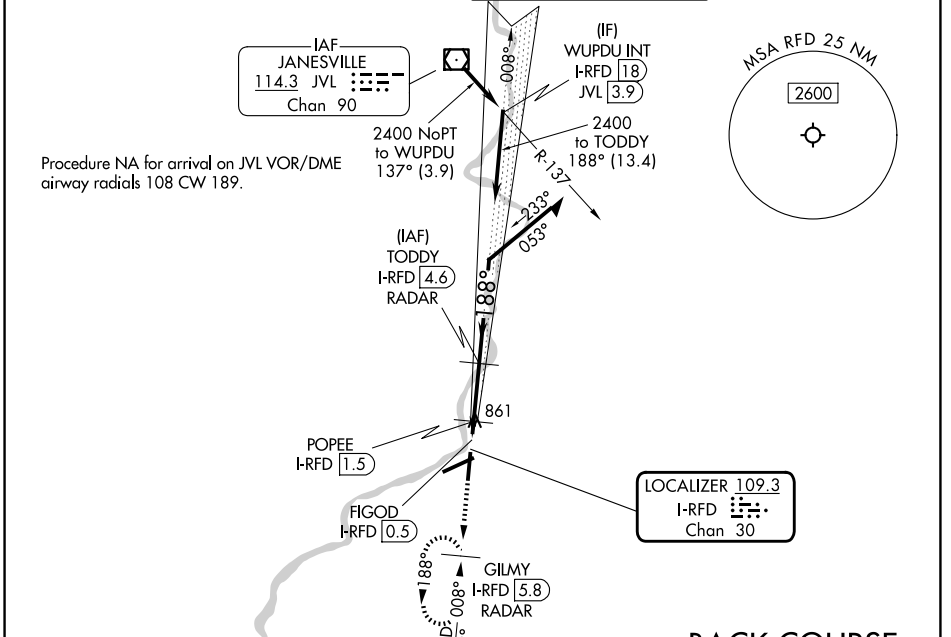 IAF
JANESVILLE
114.3 JVL
Chan 90
(IF)
WUPDU INT
I-RFD 18
JVL 3.9
MSA RFD 25 NM
2600
008°
2400 NoPT
to WUPDU
137° (3.9)
2400
to TODDY
188° (13.4)
R-137
Procedure NA for arrival on JVL VOR/DME
airway radials 108 CW 189.
233°
053°
(IAF)
TODDY
I-RFD 4.6
RADAR
188°
861
POPEE
I-RFD 1.5
LOCALIZER 109.3
I-RFD
Chan 30
FIGOD
I-RFD 0.5
188°
008°
GILMY
I-RFD 5.8
RADAR
BACK COURSE